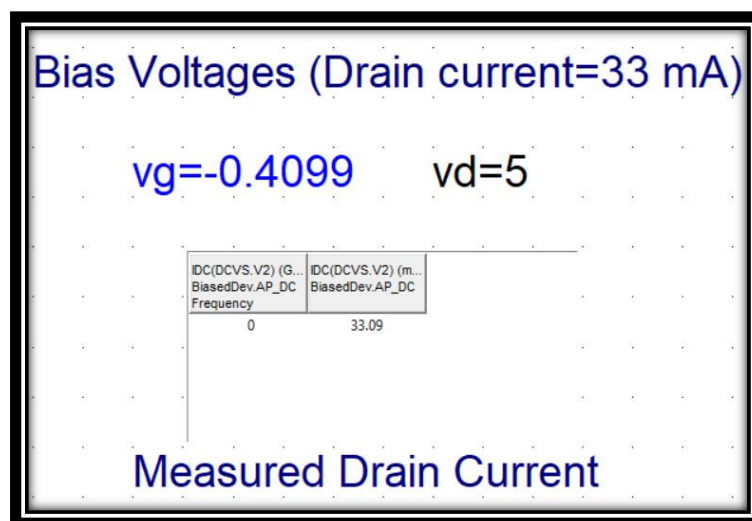 Bias Voltages (Drain current=33 mA)
vg=-0.4099 vd=5
IDC(DCVS.V2) (G... IDC(DCVS.V2) (m...
BiasedDev.AP_DC BiasedDev.AP_DC
Frequency
0 33.09
Measured Drain Current